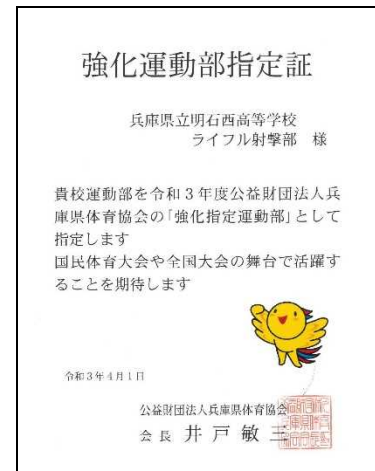 強化運動部指定証
兵庫県立明石西高等学校
ライフル射撃部　様
貴校運動部を令和３年度公益財団法人兵
庫県体育協会の「強化指定運動部」として
指定します
国民体育大会や全国大会の舞台で活躍す
ることを期待します
令和３年４月１日
公益財団法人兵庫県体育協会
会長 井戸敏三